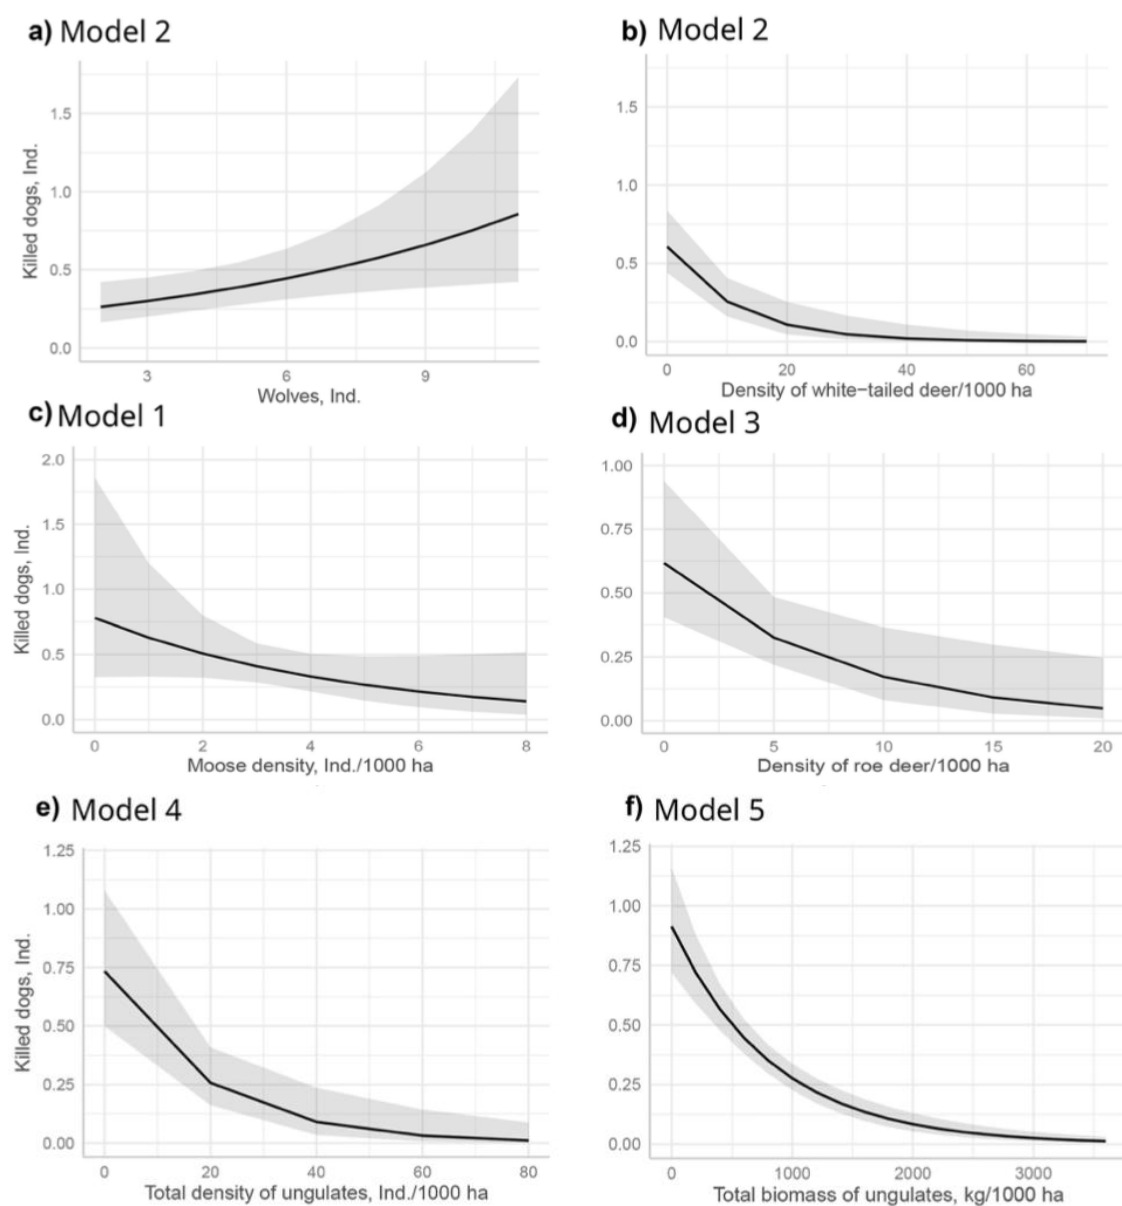 a) Model 2
Killed dogs, Ind.
1.5
1.0
0.5
0.0
3 6 9
Wolves, Ind.
b) Model 2
1.5
1.0
0.5
0.0
0 20 40 60
Density of white-tailed deer/1000 ha
c) Model 1
Killed dogs, Ind.
2.0
1.5
1.0
0.5
0.0
0 2 4 6 8
Moose density, Ind./1000 ha
d) Model 3
1.00
0.75
0.50
0.25
0.00
0 5 10 15 20
Density of roe deer/1000 ha
e) Model 4
Killed dogs, Ind.
1.25
1.00
0.75
0.50
0.25
0.00
0 20 40 60 80
Total density of ungulates, Ind./1000 ha
f) Model 5
1.25
1.00
0.75
0.50
0.25
0.00
0 1000 2000 3000
Total biomass of ungulates, kg/1000 ha